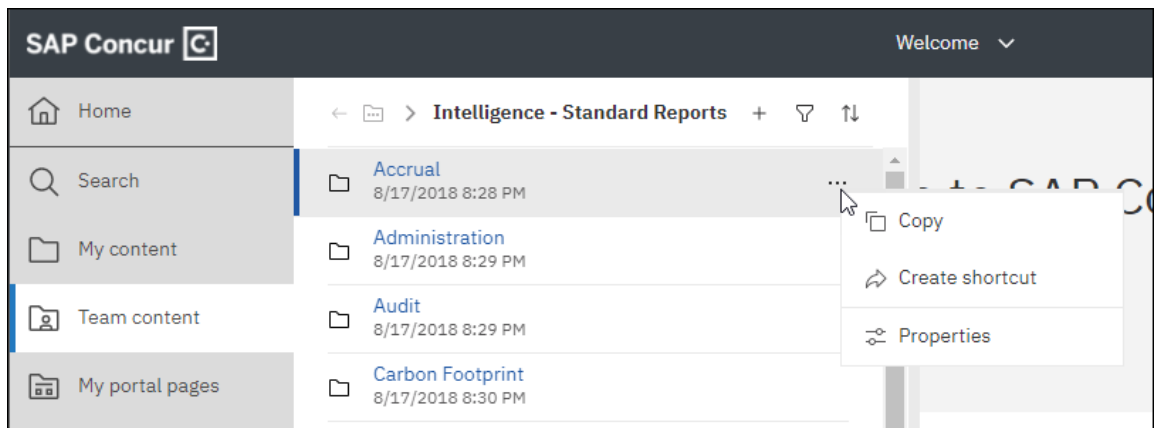 SAP Concur C
Welcome
Home
Intelligence - Standard Reports
Search
Accrual
8/17/2018 8:28 PM
Copy
My content
Administration
8/17/2018 8:29 PM
Create shortcut
Team content
Audit
8/17/2018 8:29 PM
Properties
My portal pages
Carbon Footprint
8/17/2018 8:30 PM